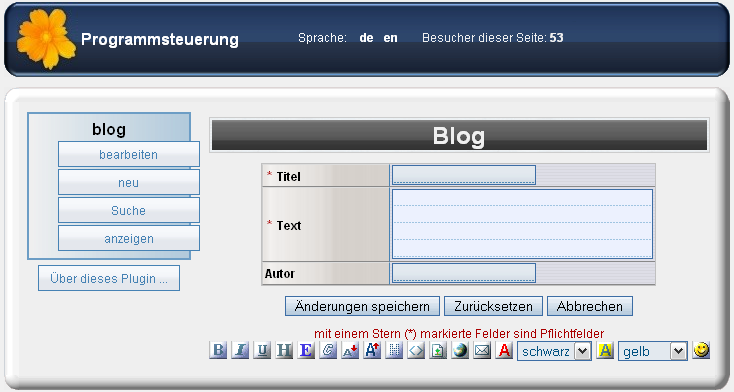 Programmsteuerung
Sprache: de en
Besucher dieser Seite: 53
blog
bearbeiten
neu
Suche
anzeigen
Über dieses Plugin ...
Blog
* Titel
* Text
Autor
Änderungen speichern Zurücksetzen Abbrechen
mit einem Stern (*) markierte Felder sind Pflichtfelder
B I U H E C A A A schwarz A gelb